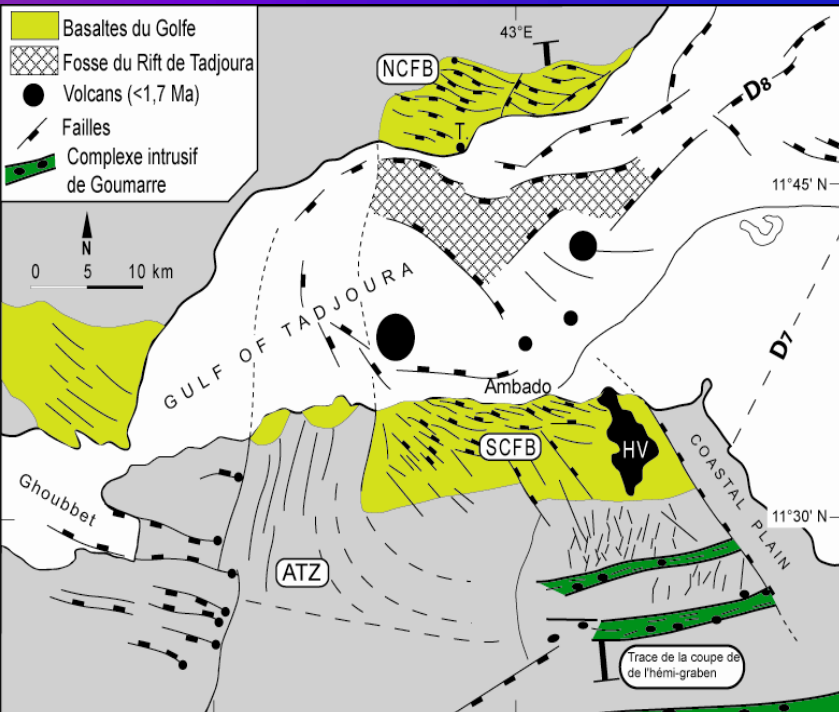 Basaltes du Golfe
Fosse du Rift de Tadjoura
Volcans (<1,7 Ma)
Failles
Complexe intrusif
de Goumarre
N
0 5 10 km
43°E
NCFB
T.
D8
11°45' N
GULF OF TADJOURA
D7
Ambado
SCFB
HV
COASTAL PLAIN
Ghoubbet
11°30' N
ATZ
Trace de la coupe de
de l'hémi-graben